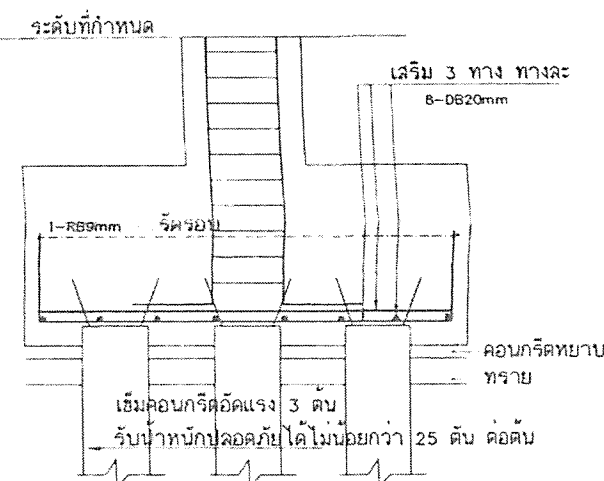 ระดับที่กำหนด
เสริม 3 ทาง ทางละ
8-DB20mm
1-RB9mm รัดรอบ
คอนกรีตหยาบ
ทราย
เข็มคอนกรีตอัดแรง 3 ต้น
รับน้ำหนักปลอดภัยได้ไม่น้อยกว่า 25 ตัน ต่อต้น